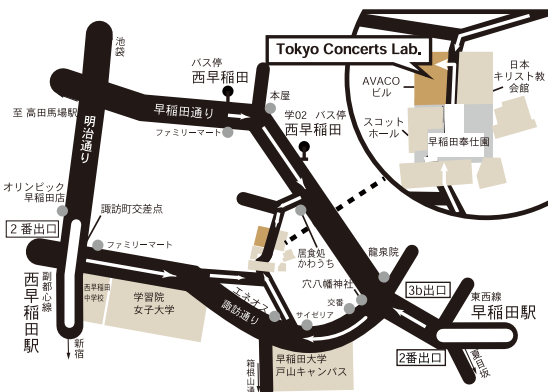 池袋
バス停
西早稲田
Tokyo Concerts Lab.
AVACO
ビル
日本
キリスト教
会館
スコット
ホール
早稲田奉仕園
至 高田馬場駅
早稲田通り
本屋
ファミリーマート
学02 バス停
西早稲田
明治通り
オリンピック
早稲田店
諏訪町交差点
2番出口
ファミリーマート
副都心線
西早稲田駅
新宿
西早稲田
中学校
学習院
女子大学
居食処
かわうち
龍泉院
穴八幡神社
交番
エネオス
サイゼリア
諏訪通り
3b出口
東西線
早稲田駅
2番出口
夏目坂
早稲田大学
戸山キャンパス
箱根山通